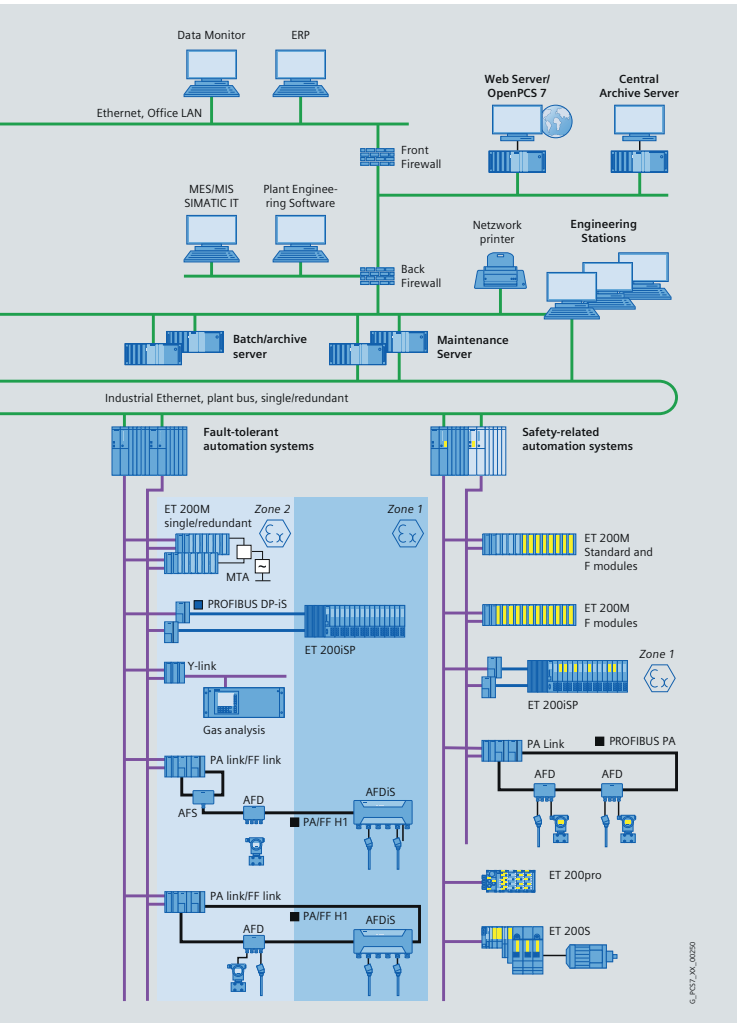 Data Monitor
ERP
Web Server/
OpenPCS 7
Central
Archive Server
Ethernet, Office LAN
Front
Firewall
MES/MIS
SIMATIC IT
Plant Enginee-
ring Software
Netzwork
printer
Engineering
Stations
Back
Firewall
Batch/archive
server
Maintenance
Server
Industrial Ethernet, plant bus, single/redundant
Fault-tolerant
automation systems
Safety-related
automation systems
ET 200M
single/redundant
Zone 2
Ex
Zone 1
Ex
MTA
ET 200M
Standard and
F modules
PROFIBUS DP-iS
ET 200iSP
ET 200M
F modules
Y-link
Gas analysis
Zone 1
Ex
ET 200iSP
PA link/FF link
AFS
AFD
AFDiS
PA/FF H1
PA Link
PROFIBUS PA
AFD
AFD
ET 200pro
PA link/FF link
PA/FF H1
AFD
AFDiS
ET 200S
G_PCS7_XX_00250